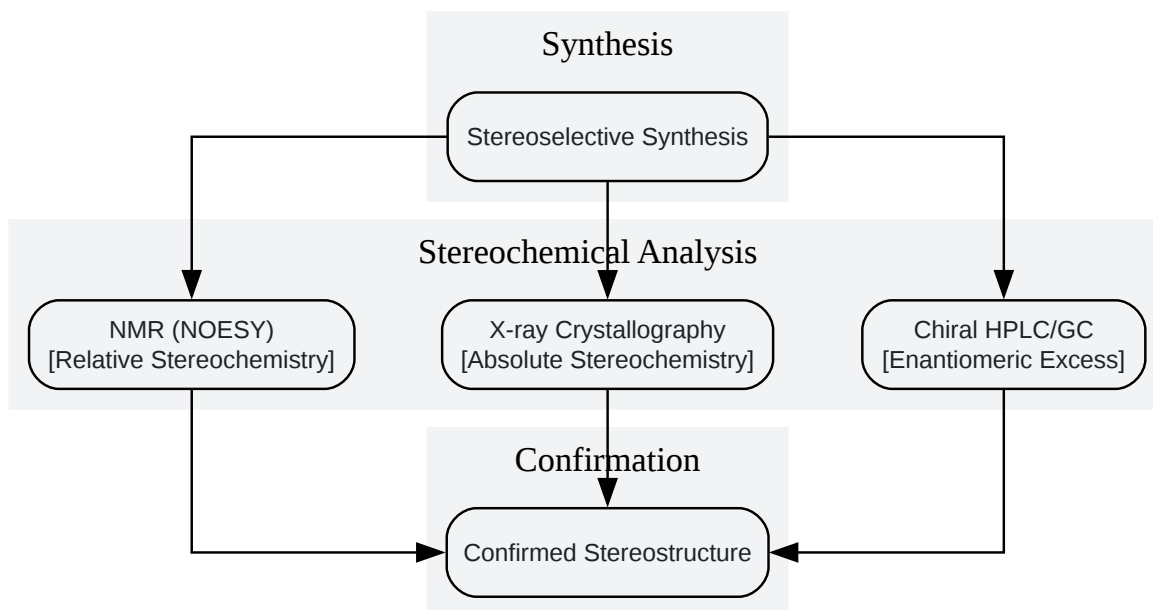 Synthesis
Stereoselective Synthesis
Stereochemical Analysis
NMR (NOESY)
[Relative Stereochemistry]
X-ray Crystallography
[Absolute Stereochemistry]
Chiral HPLC/GC
[Enantiomeric Excess]
Confirmation
Confirmed Stereostructure